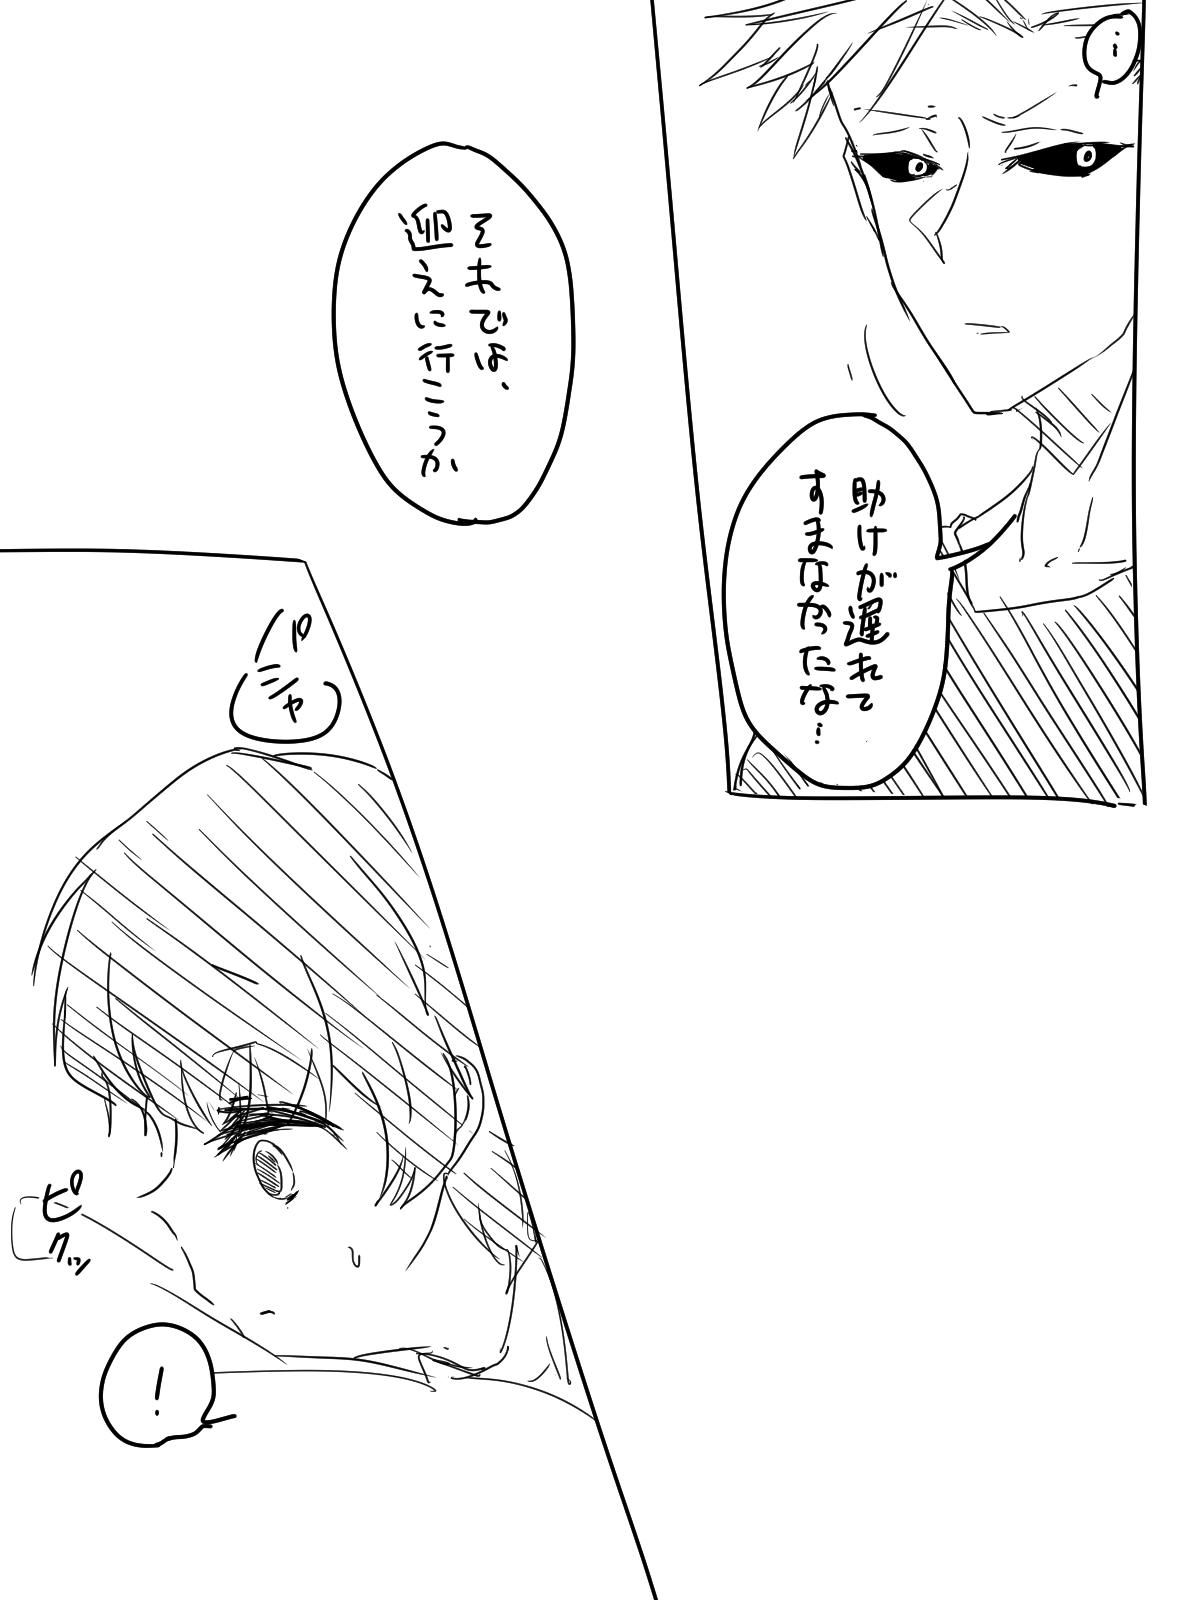 …
助けが遅れて
すまなかったな…
それでは、
迎えに行こうか
パシャ
ピクッ
!